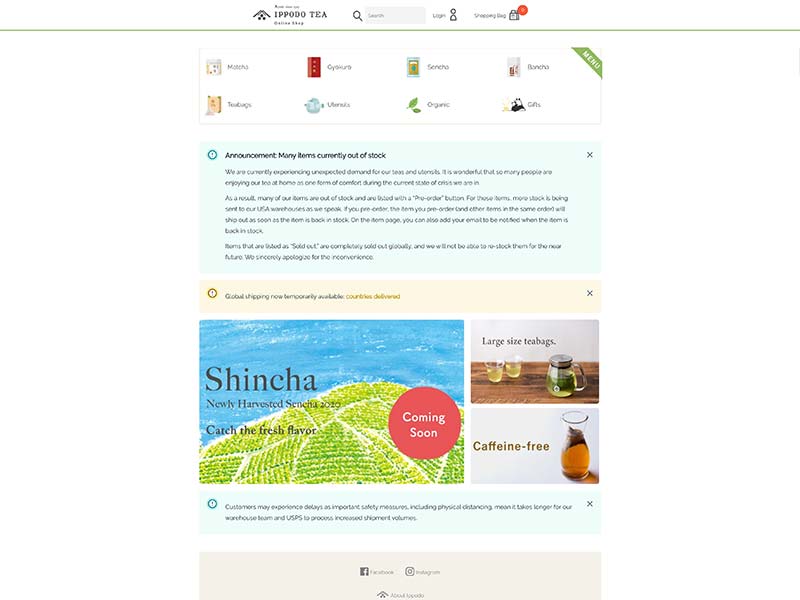 IPPODO TEA
Online Shop
Search
Login
Shopping Bag
0
MENU
Matcha
Gyokuro
Sencha
Bancha
Teabags
Utensils
Organic
Gifts
Announcement: Many items currently out of stock
We are currently experiencing unexpected demand for our teas and utensils. It is wonderful that so many people are
enjoying our tea at home as one form of comfort during the current state of crisis we are in.
As a result, many of our items are out of stock and are listed with a "Pre-order" button. For these items, more stock is being
sent to our USA warehouses as we speak. If you pre-order, the item you pre-order (and other items in the same order) will
ship out as soon as the item is back in stock. On the item page, you can also add your email to be notified when the item is
back in stock.
Items that are listed as "Sold out," are completely sold out globally, and we will not be able to re-stock them for the near
future. We sincerely apologize for the inconvenience.
Global shipping now temporarily available: countries delivered
Shincha
Newly Harvested Sencha 2020
Catch the fresh flavor
Coming
Soon
Large size teabags.
Caffeine-free
Customers may experience delays as important safety measures, including physical distancing, mean it takes longer for our
warehouse team and USPS to process increased shipment volumes.
Facebook
Instagram
About Ippodo